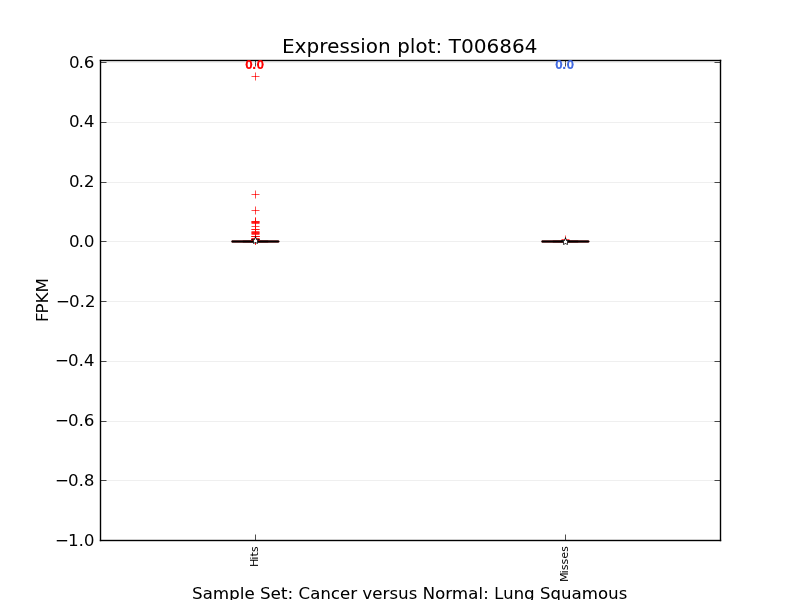 Expression plot: T006864
0.6
0.4
0.2
0.0
−0.2
−0.4
−0.6
−0.8
−1.0
0.0
0.0
FPKM
Hits
Misses
Sample Set: Cancer versus Normal: Lung Squamous